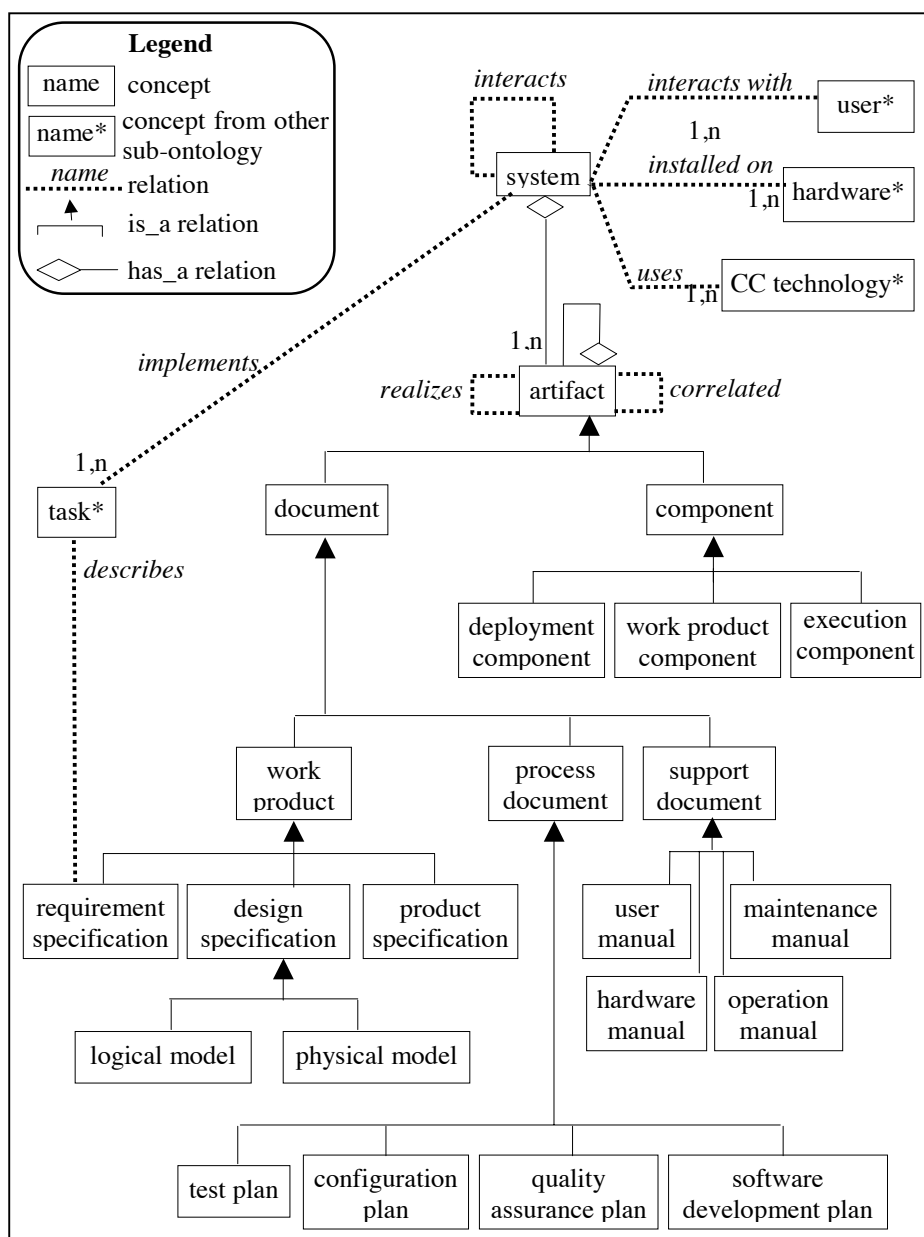 Legend
name
concept
name*
concept from other
sub-ontology
name
relation
is_a relation
has_a relation
interacts
interacts with
user*
1,n
system
installed on
1,n
hardware*
uses
1,n
CC technology*
implements
1,n
realizes
artifact
correlated
1,n
task*
document
component
describes
deployment
component
work product
component
execution
component
work
product
process
document
support
document
requirement
specification
design
specification
product
specification
user
manual
maintenance
manual
hardware
manual
operation
manual
logical model
physical model
test plan
configuration
plan
quality
assurance plan
software
development plan